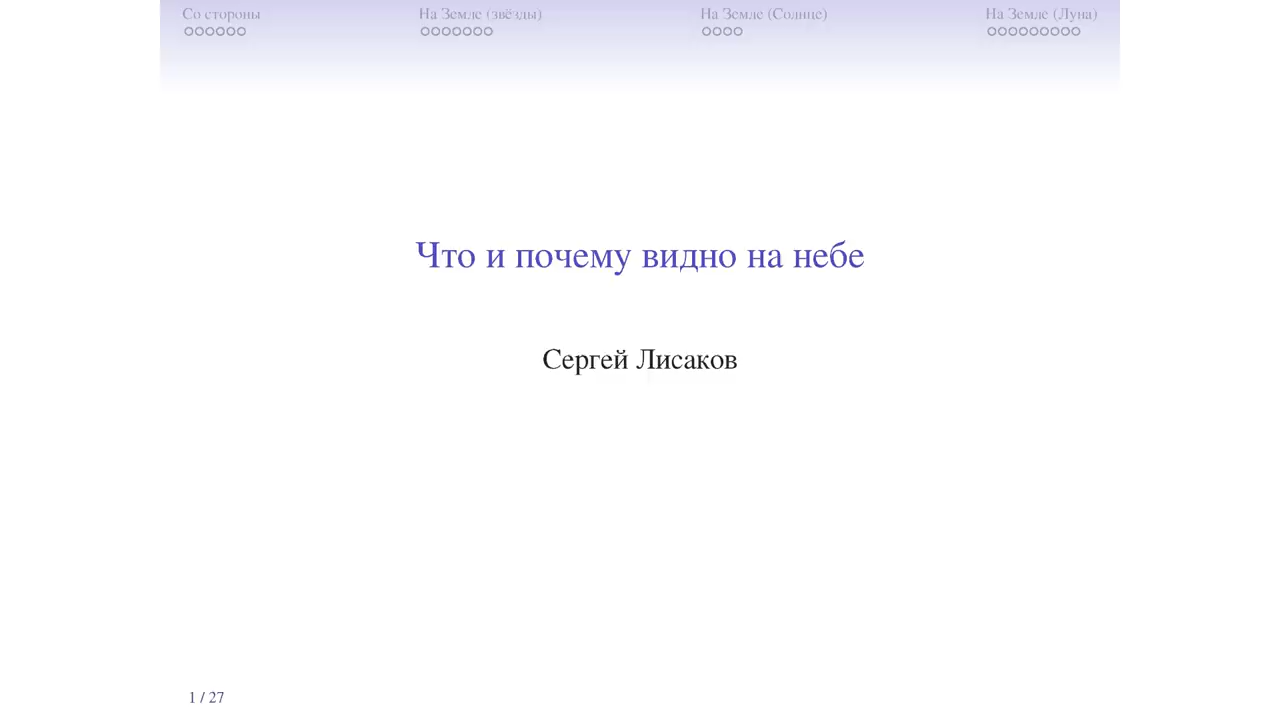 Со стороны На Земле (звёзды) На Земле (Солнце) На Земле (Луна)
Что и почему видно на небе
Сергей Лисаков
1 / 27